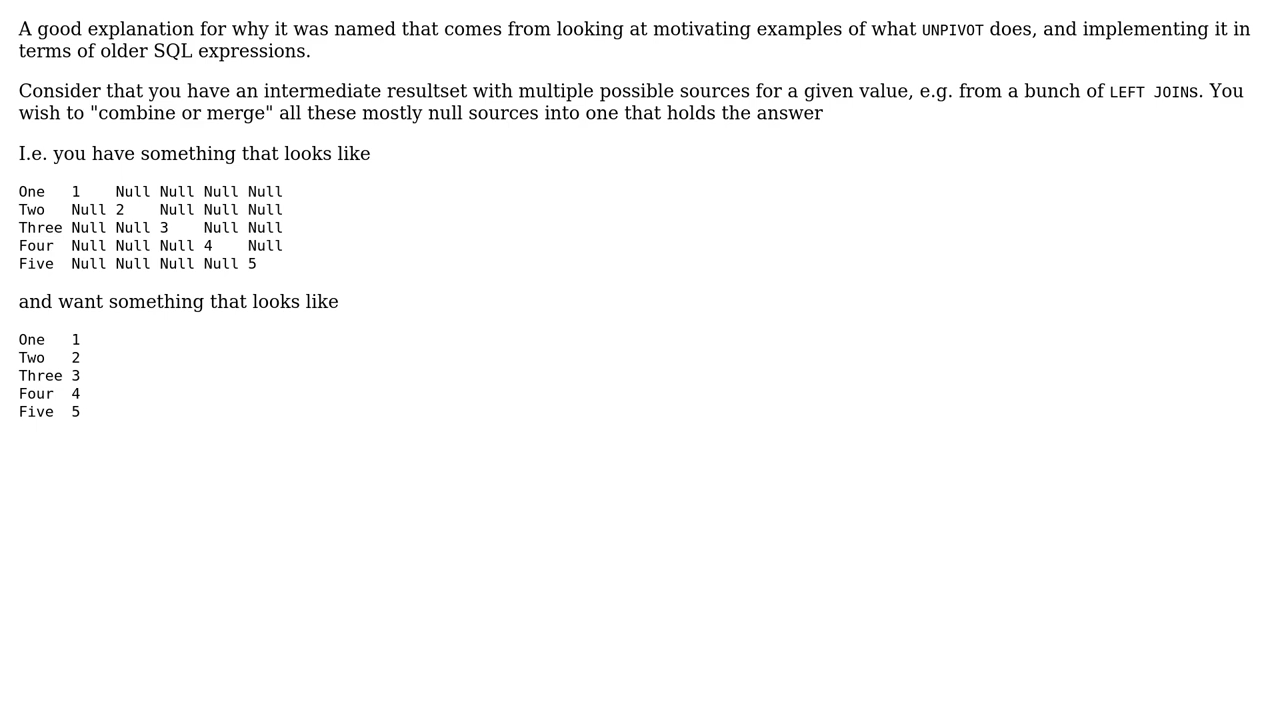 A good explanation for why it was named that comes from looking at motivating examples of what UNPIVOT does, and implementing it in
terms of older SQL expressions.
Consider that you have an intermediate resultset with multiple possible sources for a given value, e.g. from a bunch of LEFT JOINs. You
wish to "combine or merge" all these mostly null sources into one that holds the answer
I.e. you have something that looks like
One   1    Null Null Null Null
Two   Null 2    Null Null Null
Three Null Null 3    Null Null
Four  Null Null Null 4    Null
Five  Null Null Null Null 5
and want something that looks like
One   1
Two   2
Three 3
Four  4
Five  5